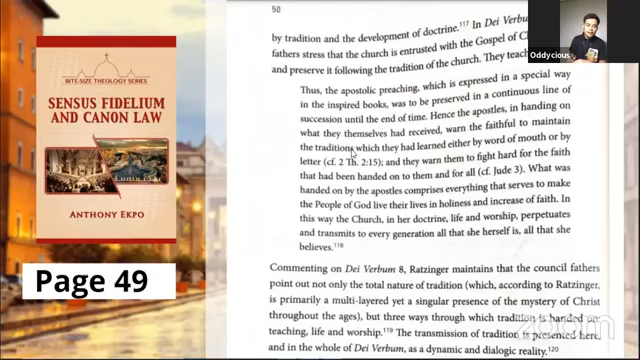 BITE-SIZE THEOLOGY SERIES
SENSUS FIDELIUM
AND CANON LAW
ANTHONY EKPO
Page 49
50
by tradition and the development of doctrine.117 In Dei Verbum
fathers stress that the church is entrusted with the Gospel of
and preserve it following the tradition of the church. They
Thus, the apostolic preaching, which is expressed in a special way
in the inspired books, was to be preserved in a continuous line of
succession until the end of time. Hence the apostles, in handing on
what they themselves had received, warn the faithful to maintain
the traditions which they had learned either by word of mouth or by
letter (cf. 2 Th. 2:15); and they warn them to fight hard for the faith
that had been handed on to them and for all (cf. Jude 3). What was
handed on by the apostles comprises everything that serves to make
the People of God live their lives in holiness and increase of faith. In
this way the Church, in her doctrine, life and worship, perpetuates
and transmits to every generation all that she herself is, all that she
believes.118
Commenting on Dei Verbum 8, Ratzinger maintains that the council fathers
point out not only the total nature of tradition (which, according to Ratzinger,
is primarily a multi-layered yet a singular presence of the mystery of Christ
throughout the ages), but three ways through which tradition is handed on
teaching, life and worship.119 The transmission of tradition is presented here,
and in the whole of Dei Verbum, as a dynamic and dialogic reality.120
Oddycious
zoom